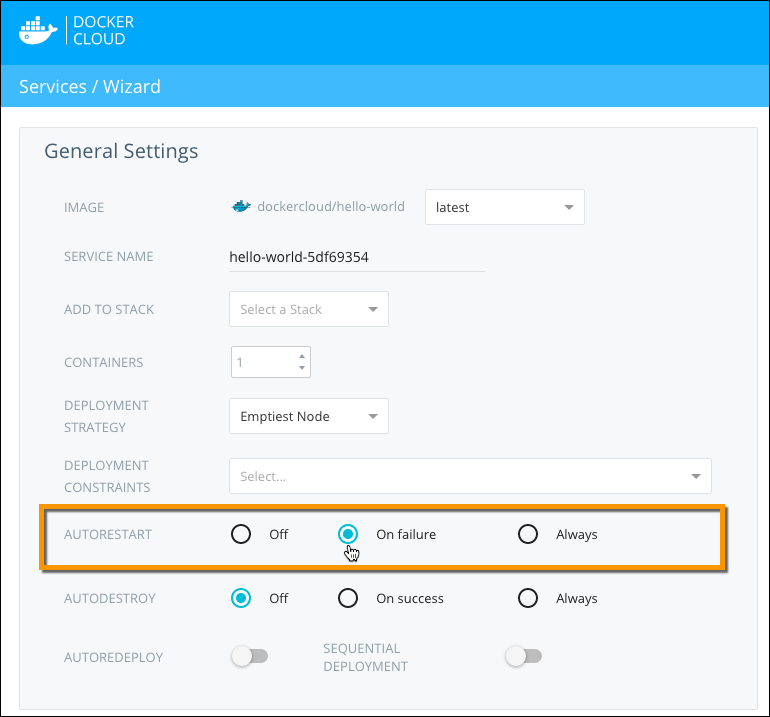 DOCKER
CLOUD
Services / Wizard
General Settings
IMAGE dockercloud/hello-world latest
SERVICE NAME hello-world-5df69354
ADD TO STACK Select a Stack
CONTAINERS 1
DEPLOYMENT
STRATEGY Emptiest Node
DEPLOYMENT
CONSTRAINTS Select...
AUTORESTART Off On failure Always
AUTODESTROY Off On success Always
AUTOREDEPLOY SEQUENTIAL
DEPLOYMENT